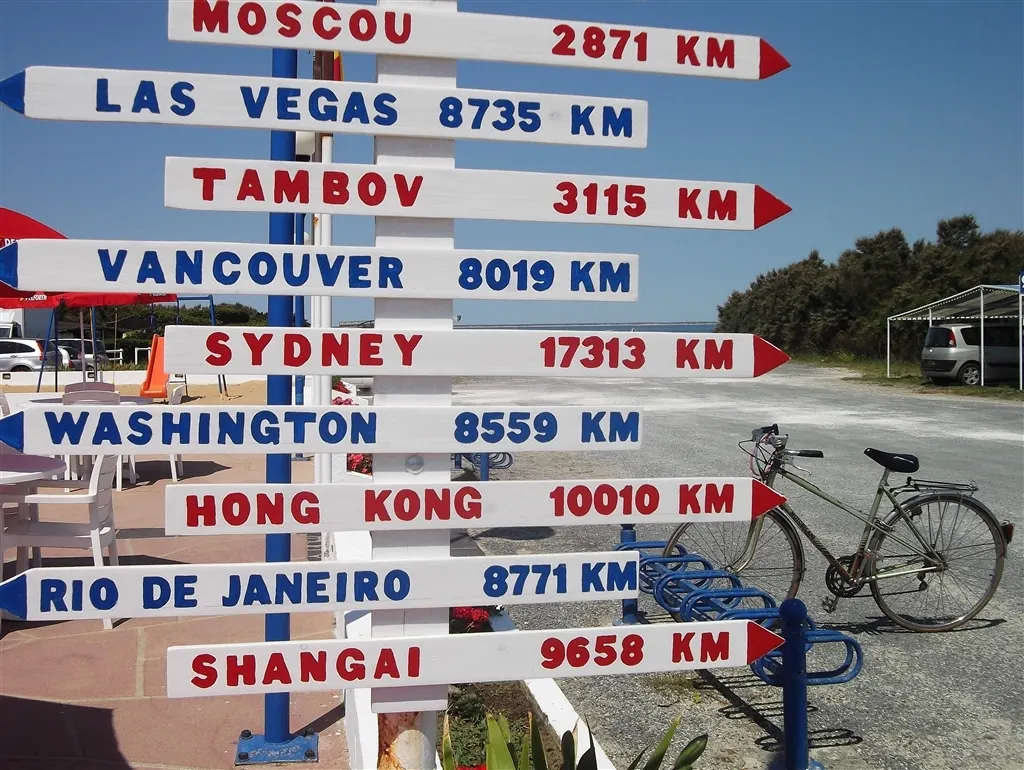 MOSCOU 2871 KM
LAS VEGAS 8735 KM
TAMBOV 3115 KM
VANCOUVER 8019 KM
SYDNEY 17313 KM
WASHINGTON 8559 KM
HONG KONG 10010 KM
RIO DE JANEIRO 8771 KM
SHANGAI 9658 KM